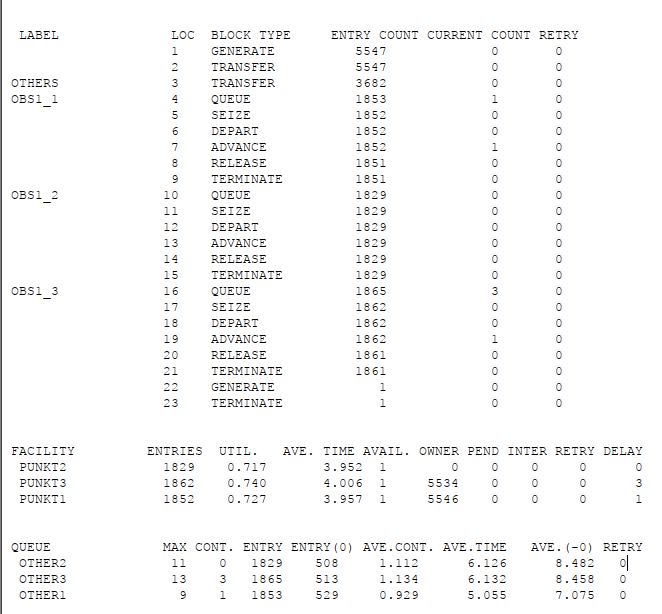 LABEL LOC BLOCK TYPE ENTRY COUNT CURRENT COUNT RETRY
1 GENERATE 5547 0 0
2 TRANSFER 5547 0 0
OTHERS 3 TRANSFER 3682 0 0
OBS1_1 4 QUEUE 1853 1 0
5 SEIZE 1852 0 0
6 DEPART 1852 0 0
7 ADVANCE 1852 1 0
8 RELEASE 1851 0 0
9 TERMINATE 1851 0 0
OBS1_2 10 QUEUE 1829 0 0
11 SEIZE 1829 0 0
12 DEPART 1829 0 0
13 ADVANCE 1829 0 0
14 RELEASE 1829 0 0
15 TERMINATE 1829 0 0
OBS1_3 16 QUEUE 1865 3 0
17 SEIZE 1862 0 0
18 DEPART 1862 0 0
19 ADVANCE 1862 1 0
20 RELEASE 1861 0 0
21 TERMINATE 1861 0 0
22 GENERATE 1 0 0
23 TERMINATE 1 0 0
FACILITY ENTRIES UTIL. AVE. TIME AVAIL. OWNER PEND INTER RETRY DELAY
PUNKT2 1829 0.717 3.952 1 0 0 0 0 0
PUNKT3 1862 0.740 4.006 1 5534 0 0 0 3
PUNKT1 1852 0.727 3.957 1 5546 0 0 0 1
QUEUE MAX CONT. ENTRY ENTRY(0) AVE.CONT. AVE.TIME AVE.(-0) RETRY
OTHER2 11 0 1829 508 1.112 6.126 8.482 0
OTHER3 13 3 1865 513 1.134 6.132 8.458 0
OTHER1 9 1 1853 529 0.929 5.055 7.075 0